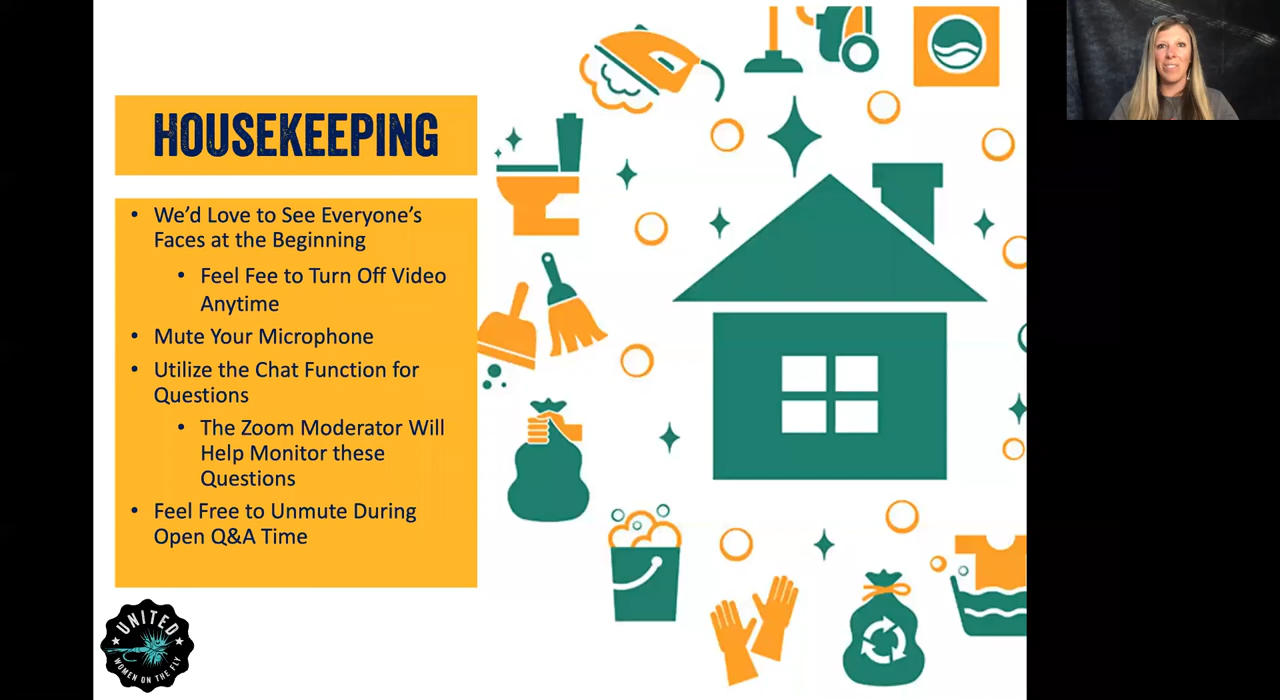 HOUSEKEEPING
• We'd Love to See Everyone's
Faces at the Beginning
• Feel Fee to Turn Off Video
Anytime
• Mute Your Microphone
• Utilize the Chat Function for
Questions
• The Zoom Moderator Will
Help Monitor these
Questions
• Feel Free to Unmute During
Open Q&A Time
UNITED
WOMEN ON THE FLY